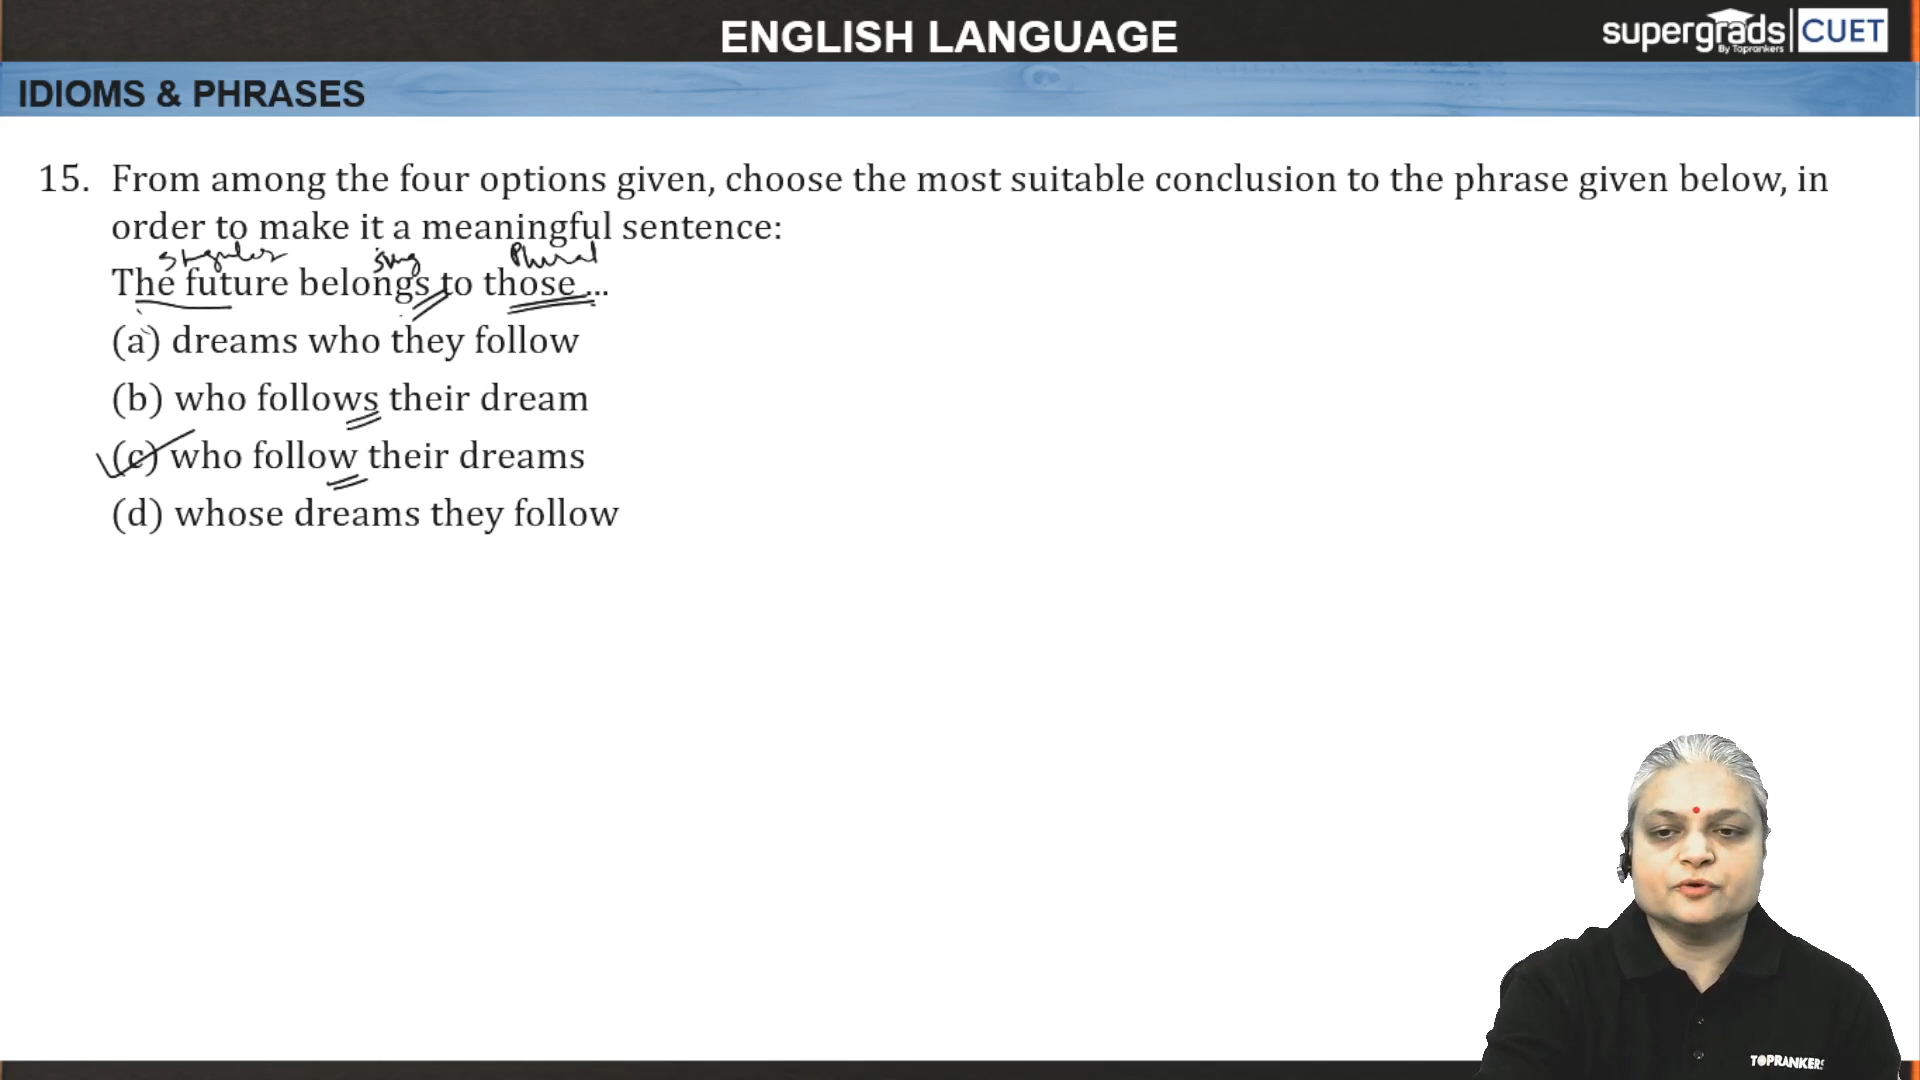 ENGLISH LANGUAGE
supergrads
By Toprankers
CUET
IDIOMS & PHRASES
15. From among the four options given, choose the most suitable conclusion to the phrase given below, in
order to make it a meaningful sentence:
singular sing Plural
The future belongs to those ...
(a) dreams who they follow
(b) who follows their dream
(c) who follow their dreams
(d) whose dreams they follow
TOPRANKERS